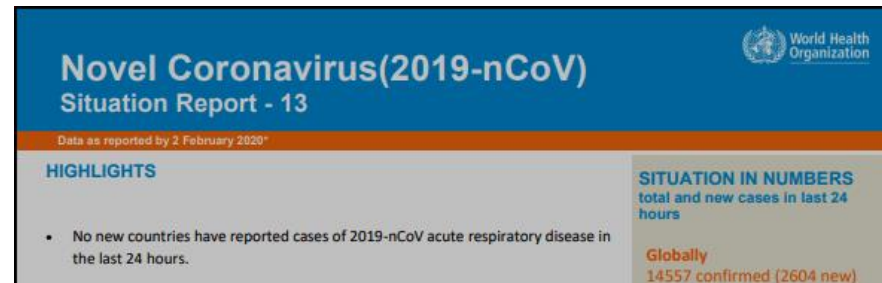 World Health
Organization
Novel Coronavirus(2019-nCoV)
Situation Report - 13
Data as reported by 2 February 2020*
HIGHLIGHTS
SITUATION IN NUMBERS
total and new cases in last 24
hours
• No new countries have reported cases of 2019-nCoV acute respiratory disease in
the last 24 hours.
Globally
14557 confirmed (2604 new)